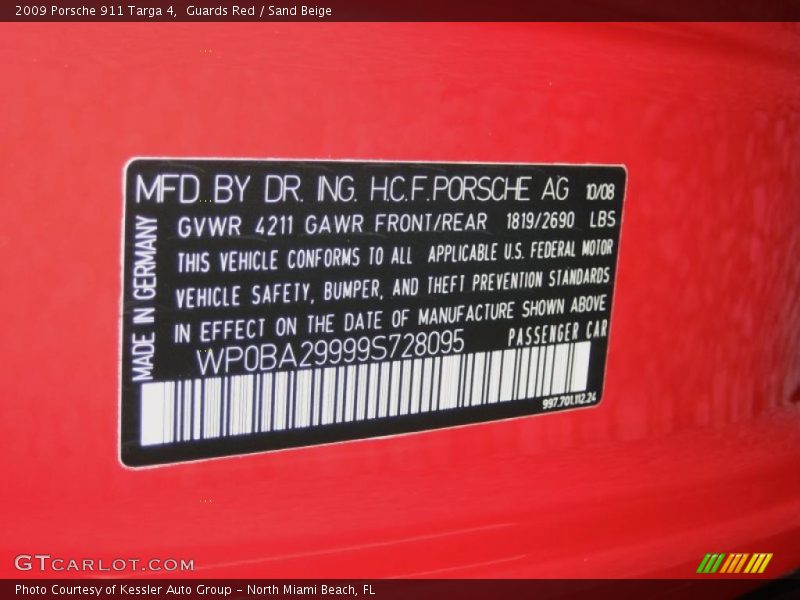 2009 Porsche 911 Targa 4,  Guards Red / Sand Beige
MFD. BY DR. ING. H.C.F. PORSCHE AG 10/08
GVWR 4211 GAWR FRONT/REAR 1819/2690 LBS
THIS VEHICLE CONFORMS TO ALL APPLICABLE U.S. FEDERAL MOTOR
VEHICLE SAFETY, BUMPER, AND THEFT PREVENTION STANDARDS
IN EFFECT ON THE DATE OF MANUFACTURE SHOWN ABOVE
WP0BA29999S728095 PASSENGER CAR
997.701.112.24
MADE IN GERMANY
GTCARLOT.COM
Photo Courtesy of Kessler Auto Group - North Miami Beach, FL